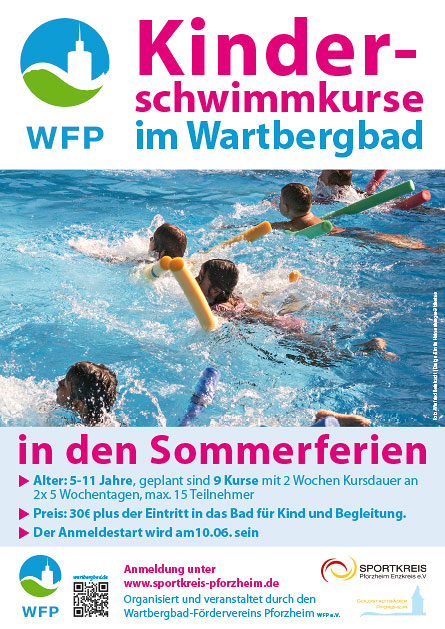 Kinder-
schwimmkurse
im Wartbergbad
WFP
in den Sommerferien
Alter: 5-11 Jahre, geplant sind 9 Kurse mit 2 Wochen Kursdauer an
2x 5 Wochentagen, max. 15 Teilnehmer
Preis: 30€ plus der Eintritt in das Bad für Kind und Begleitung.
Der Anmeldestart wird am10.06. sein
WFP
wartbergbad.de
Anmeldung unter
www.sportkreis-pforzheim.de
Organisiert und veranstaltet durch den
Wartbergbad-Fördervereins Pforzheim WFP e.V.
SPORTKREIS
Pforzheim Enzkreis e.V